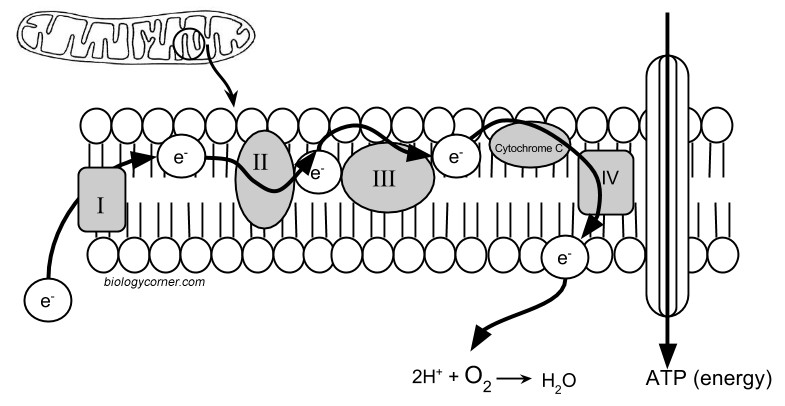 e⁻
II
e⁻
e⁻
Cytochrome C
I
III
IV
e⁻
e⁻
biologycorner.com
2H⁺ + O₂ → H₂O
ATP (energy)